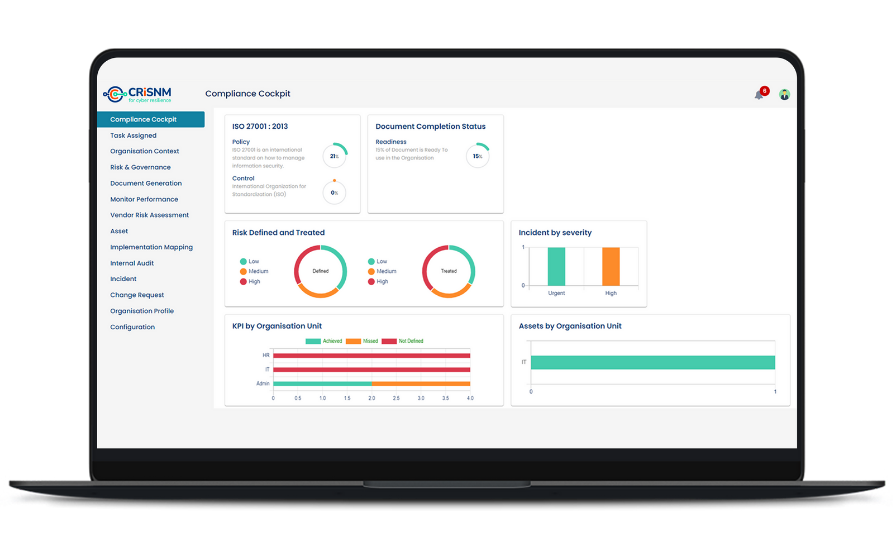 CRiSNM
for cyber resilience
Compliance Cockpit
6
Compliance Cockpit
Task Assigned
Organisation Context
Risk & Governance
Document Generation
Monitor Performance
Vendor Risk Assessment
Asset
Implementation Mapping
Internal Audit
Incident
Change Request
Organisation Profile
Configuration
ISO 27001 : 2013
Policy
ISO 27001 is an international
standard on how to manage
information security.
21%
Control
International Organization for
Standardization (ISO)
0%
Document Completion Status
Readiness
15% of Document is Ready To
use in the Organisation
15%
Risk Defined and Treated
Low
Medium
High
Defined
Low
Medium
High
Treated
Incident by severity
1
0
Urgent High
KPI by Organisation Unit
Achieved Missed Not Defined
HR
IT
Admin
0 0.5 1.0 1.5 2.0 2.5 3.0 3.5 4.0
Assets by Organisation Unit
IT
0 1